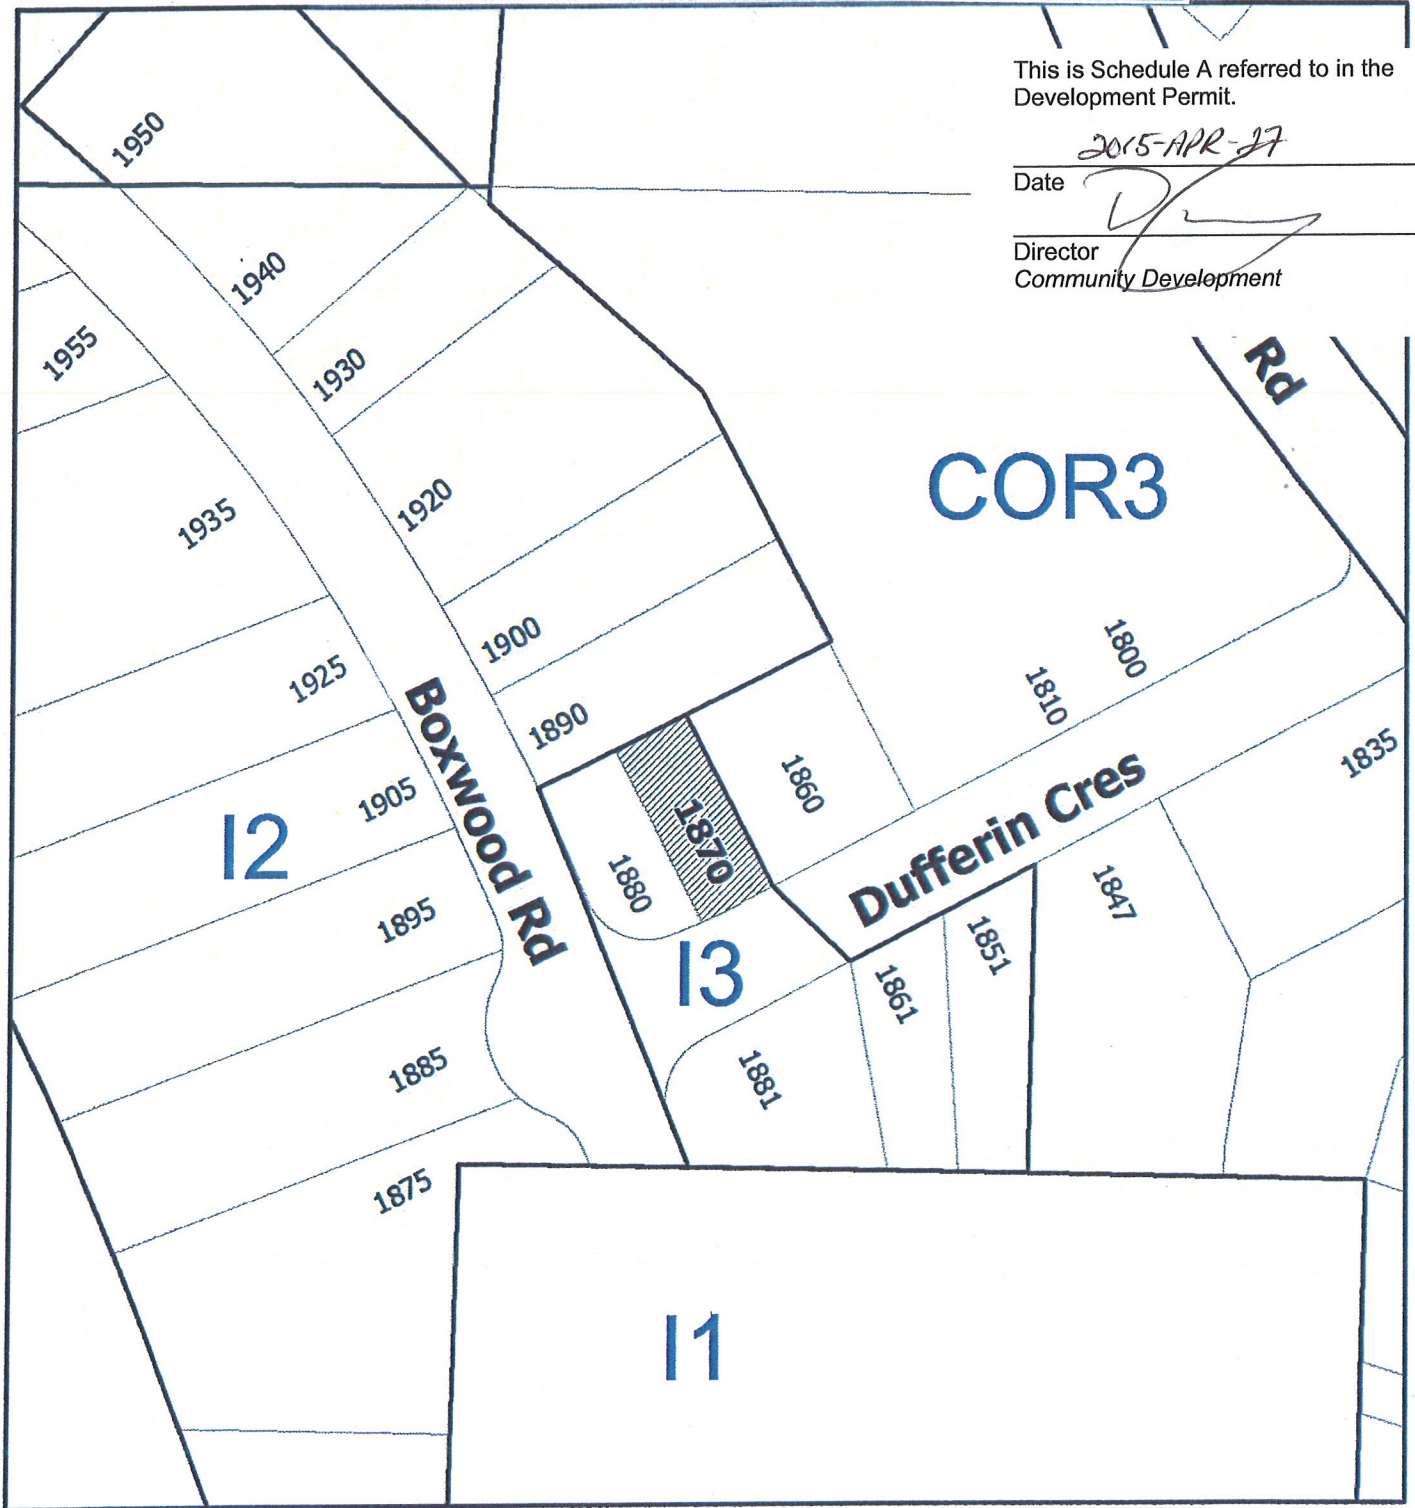 This is Schedule A referred to in the
Development Permit.
2015-APR-27
Date
Director
Community Development
1950
1940
1955
1930
Rd
COR3
1920
1935
1900
1800
1925
1810
1890
Boxwood Rd
1860
1835
1905
I2
1870
Dufferin Cres
1880
1847
1895
1851
I3
1861
1885
1881
1875
I1